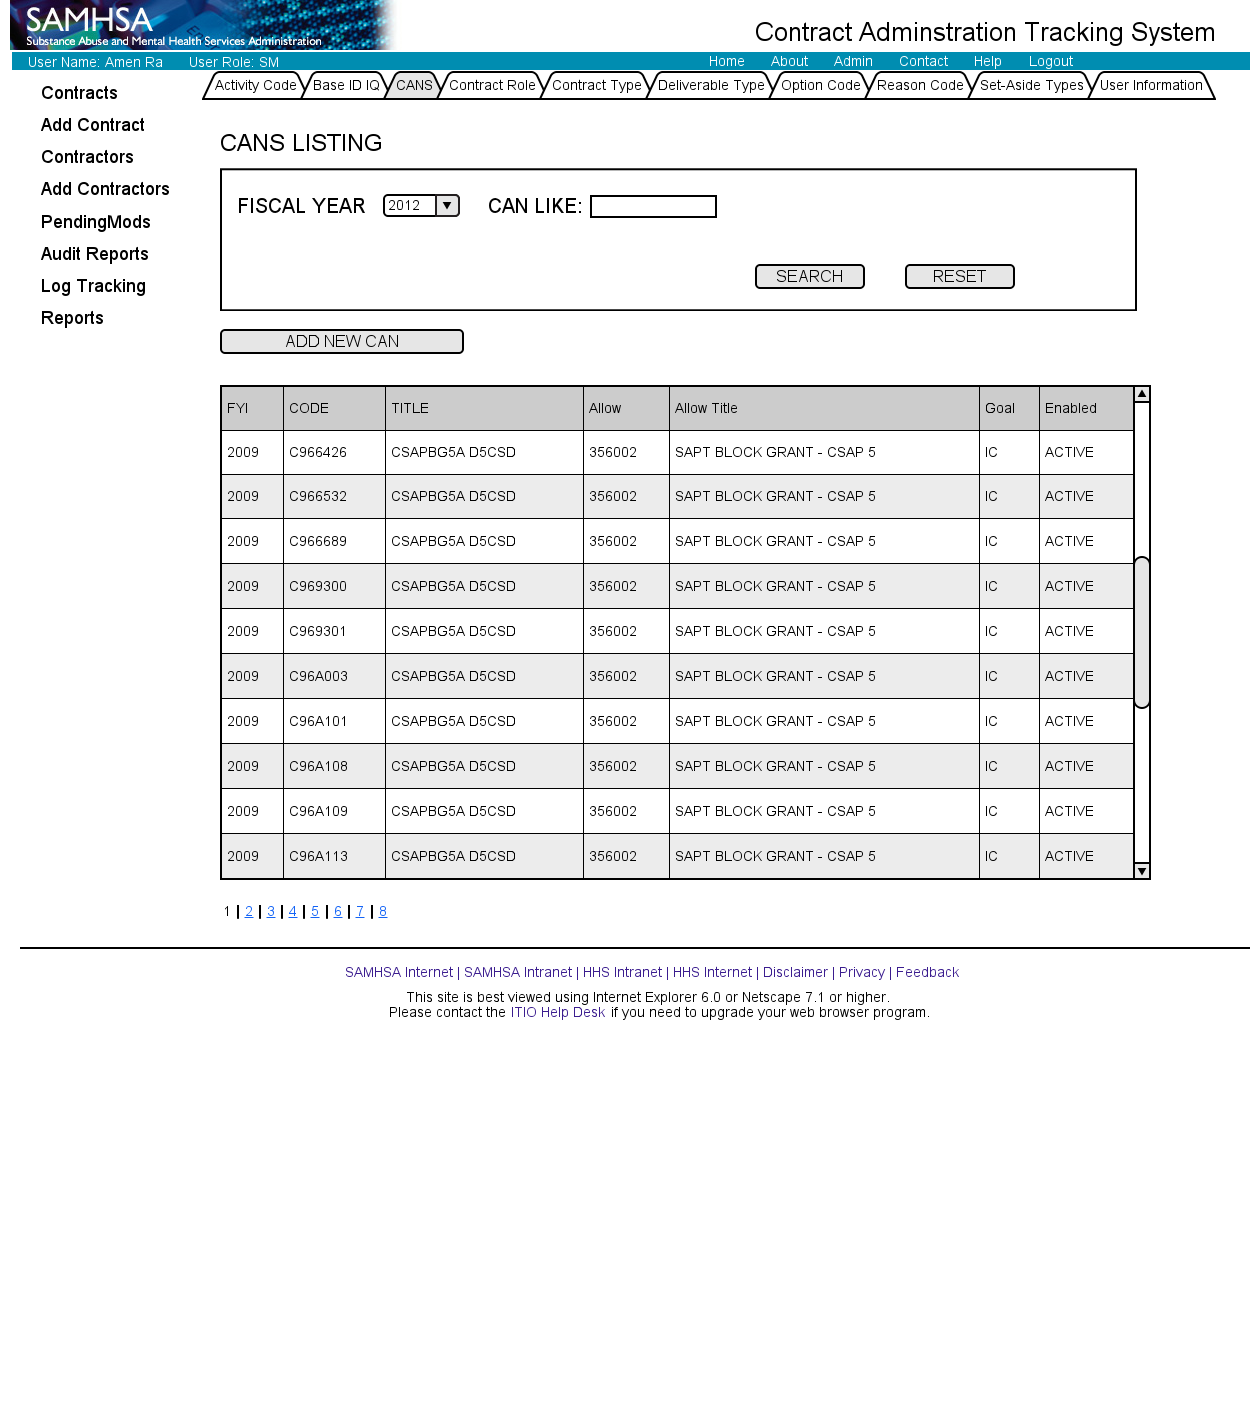 SAMHSA
Substance Abuse and Mental Health Services Administration
Contract Adminstration Tracking System
User Name: Amen Ra User Role: SM Home About Admin Contact Help Logout
Activity Code Base ID IQ CANS Contract Role Contract Type Deliverable Type Option Code Reason Code Set-Aside Types User Information
Contracts
Add Contract
Contractors
Add Contractors
PendingMods
Audit Reports
Log Tracking
Reports
CANS LISTING
FISCAL YEAR 2012 CAN LIKE:
SEARCH RESET
ADD NEW CAN
FYI CODE TITLE Allow Allow Title Goal Enabled
2009 C966426 CSAPBG5A D5CSD 356002 SAPT BLOCK GRANT - CSAP 5 IC ACTIVE
2009 C966532 CSAPBG5A D5CSD 356002 SAPT BLOCK GRANT - CSAP 5 IC ACTIVE
2009 C966689 CSAPBG5A D5CSD 356002 SAPT BLOCK GRANT - CSAP 5 IC ACTIVE
2009 C969300 CSAPBG5A D5CSD 356002 SAPT BLOCK GRANT - CSAP 5 IC ACTIVE
2009 C969301 CSAPBG5A D5CSD 356002 SAPT BLOCK GRANT - CSAP 5 IC ACTIVE
2009 C96A003 CSAPBG5A D5CSD 356002 SAPT BLOCK GRANT - CSAP 5 IC ACTIVE
2009 C96A101 CSAPBG5A D5CSD 356002 SAPT BLOCK GRANT - CSAP 5 IC ACTIVE
2009 C96A108 CSAPBG5A D5CSD 356002 SAPT BLOCK GRANT - CSAP 5 IC ACTIVE
2009 C96A109 CSAPBG5A D5CSD 356002 SAPT BLOCK GRANT - CSAP 5 IC ACTIVE
2009 C96A113 CSAPBG5A D5CSD 356002 SAPT BLOCK GRANT - CSAP 5 IC ACTIVE
1 | 2 | 3 | 4 | 5 | 6 | 7 | 8
SAMHSA Internet | SAMHSA Intranet | HHS Intranet | HHS Internet | Disclaimer | Privacy | Feedback
This site is best viewed using Internet Explorer 6.0 or Netscape 7.1 or higher.
Please contact the ITIO Help Desk if you need to upgrade your web browser program.